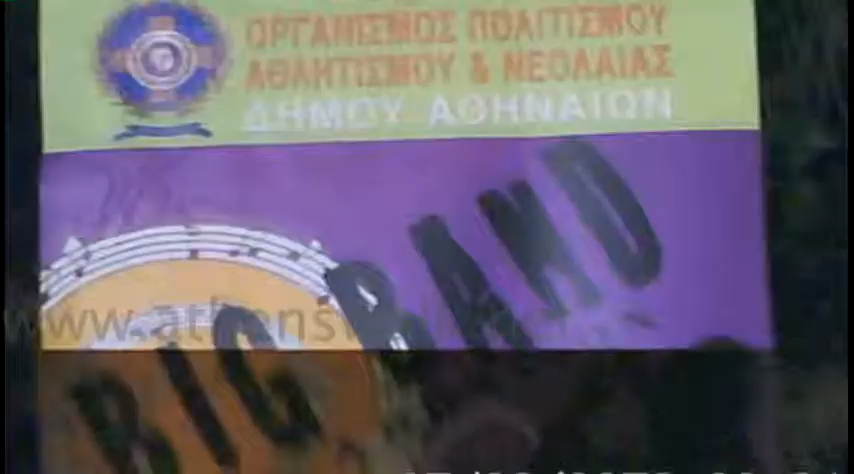 ΟΡΓΑΝΙΣΜΟΣ ΠΟΛΙΤΙΣΜΟΥ
ΑΘΛΗΤΙΣΜΟΥ & ΝΕΟΛΑΙΑΣ
ΔΗΜΟΥ ΑΘΗΝΑΙΩΝ
BIG BAND